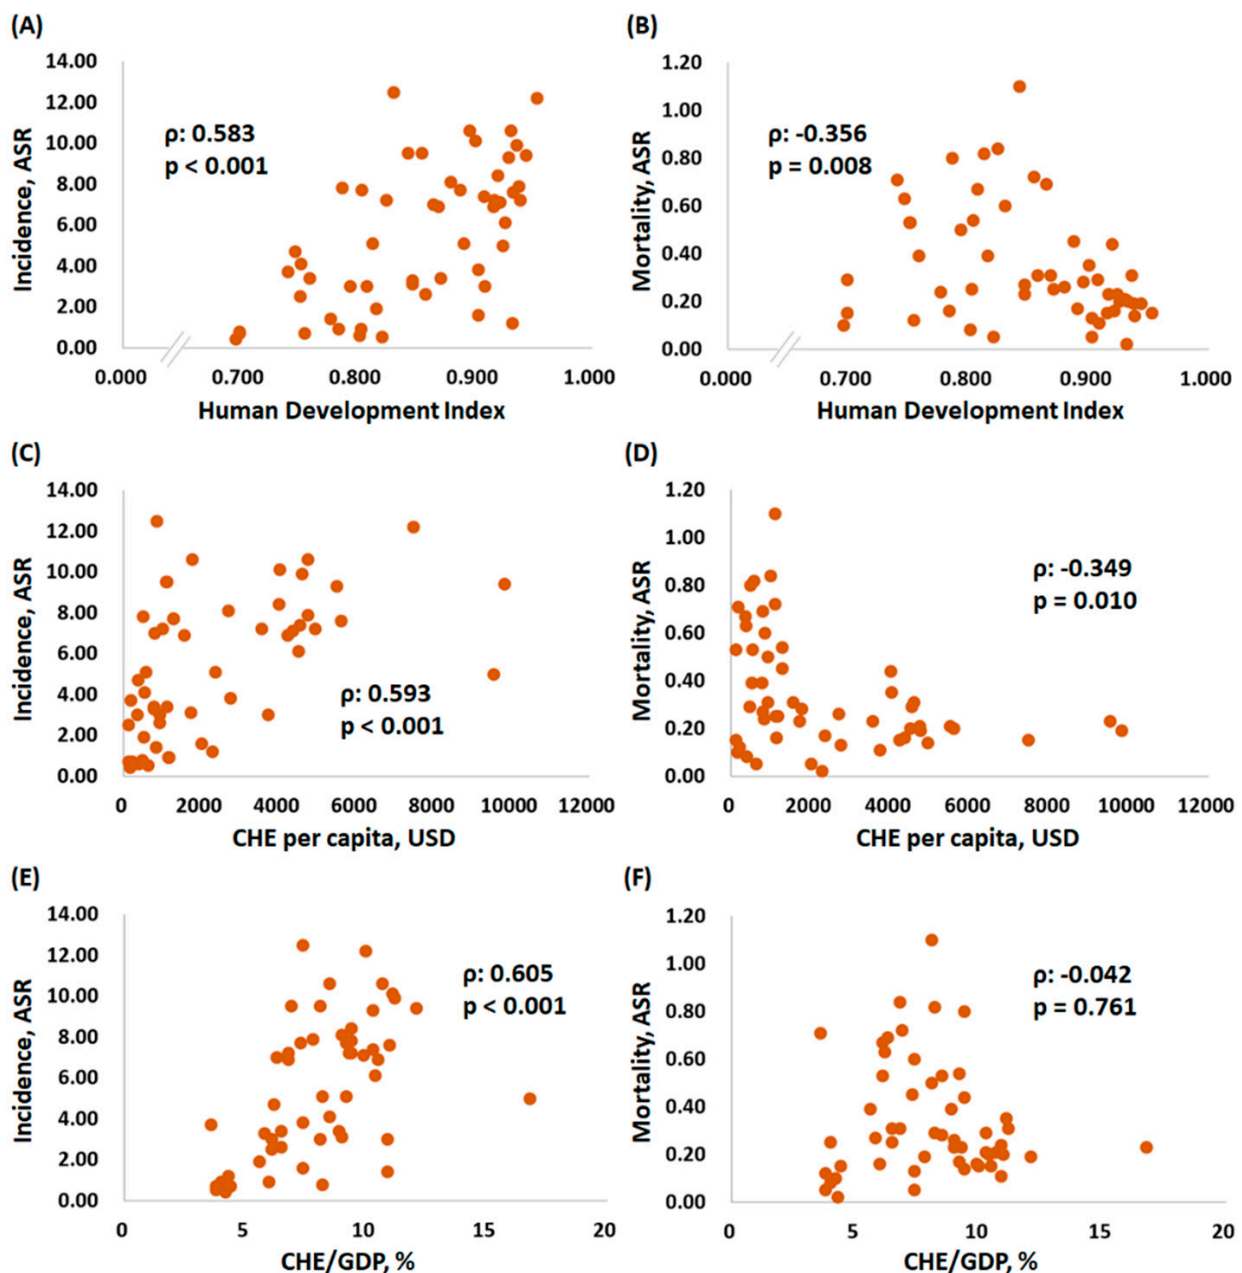 (A)
14.00
12.00
10.00
8.00
6.00
4.00
2.00
0.00
Incidence, ASR
ρ: 0.583
p < 0.001
0.000 0.700 0.800 0.900 1.000
Human Development Index
(B)
1.20
1.00
0.80
0.60
0.40
0.20
0.00
Mortality, ASR
ρ: -0.356
p = 0.008
0.000 0.700 0.800 0.900 1.000
Human Development Index
(C)
14.00
12.00
10.00
8.00
6.00
4.00
2.00
0.00
Incidence, ASR
ρ: 0.593
p < 0.001
0 2000 4000 6000 8000 10000 12000
CHE per capita, USD
(D)
1.20
1.00
0.80
0.60
0.40
0.20
0.00
Mortality, ASR
ρ: -0.349
p = 0.010
0 2000 4000 6000 8000 10000 12000
CHE per capita, USD
(E)
14.00
12.00
10.00
8.00
6.00
4.00
2.00
0.00
Incidence, ASR
ρ: 0.605
p < 0.001
0 5 10 15 20
CHE/GDP, %
(F)
1.20
1.00
0.80
0.60
0.40
0.20
0.00
Mortality, ASR
ρ: -0.042
p = 0.761
0 5 10 15 20
CHE/GDP, %